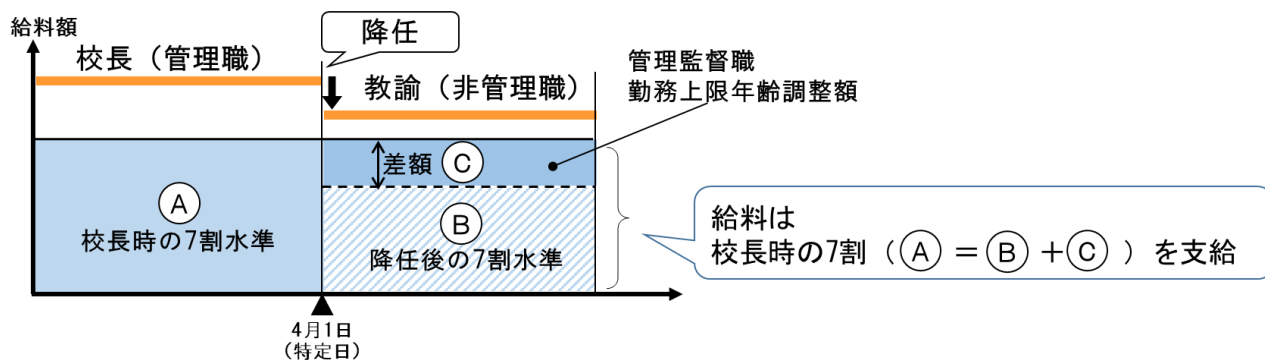 給料額
降任
校長（管理職）
教諭（非管理職）
管理監督職
勤務上限年齢調整額
差額 Ⓒ
Ⓐ
校長時の7割水準
Ⓑ
降任後の7割水準
給料は
校長時の7割（Ⓐ＝Ⓑ＋Ⓒ）を支給
4月1日
（特定日）